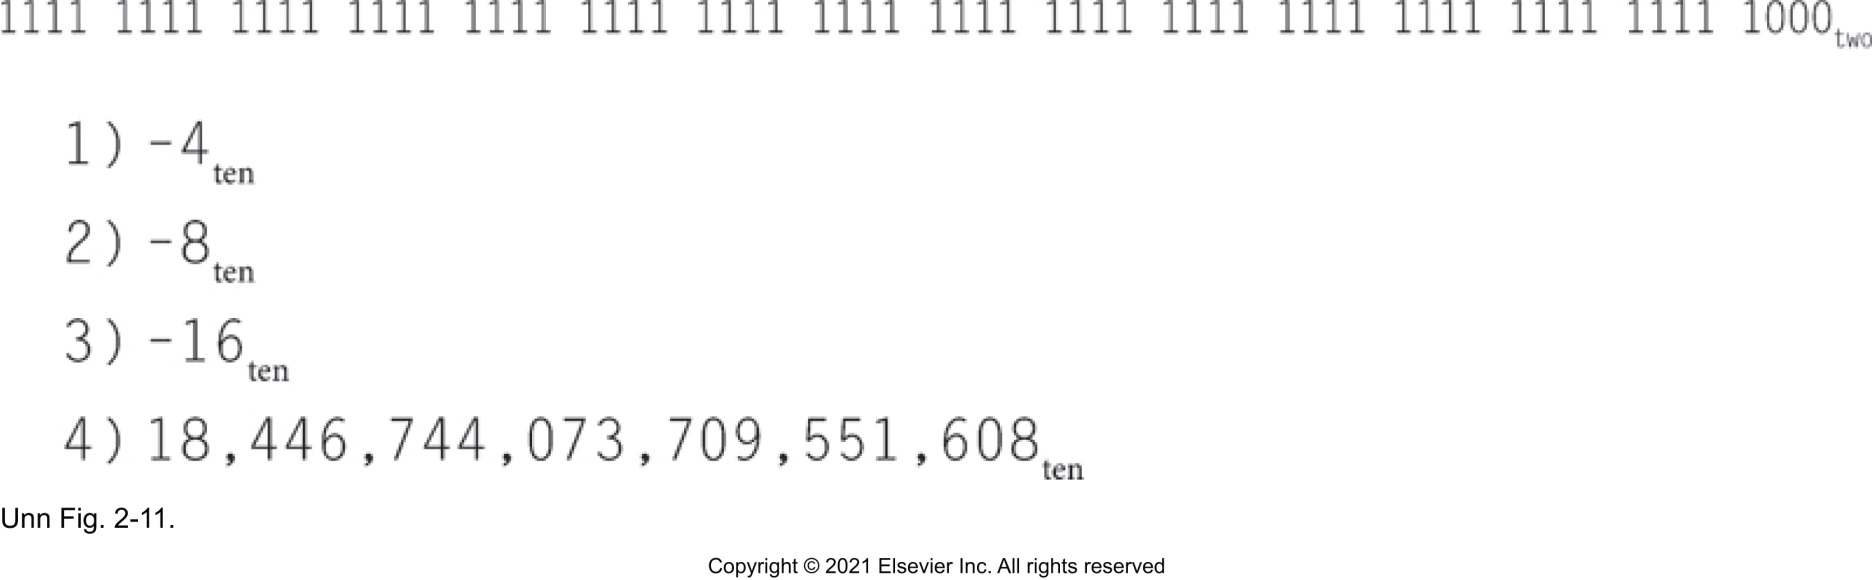 1111 1111 1111 1111 1111 1111 1111 1111 1111 1111 1111 1111 1111 1111 1111 1000two
1) -4ten
2) -8ten
3) -16ten
4) 18,446,744,073,709,551,608ten
Unn Fig. 2-11.
Copyright © 2021 Elsevier Inc. All rights reserved